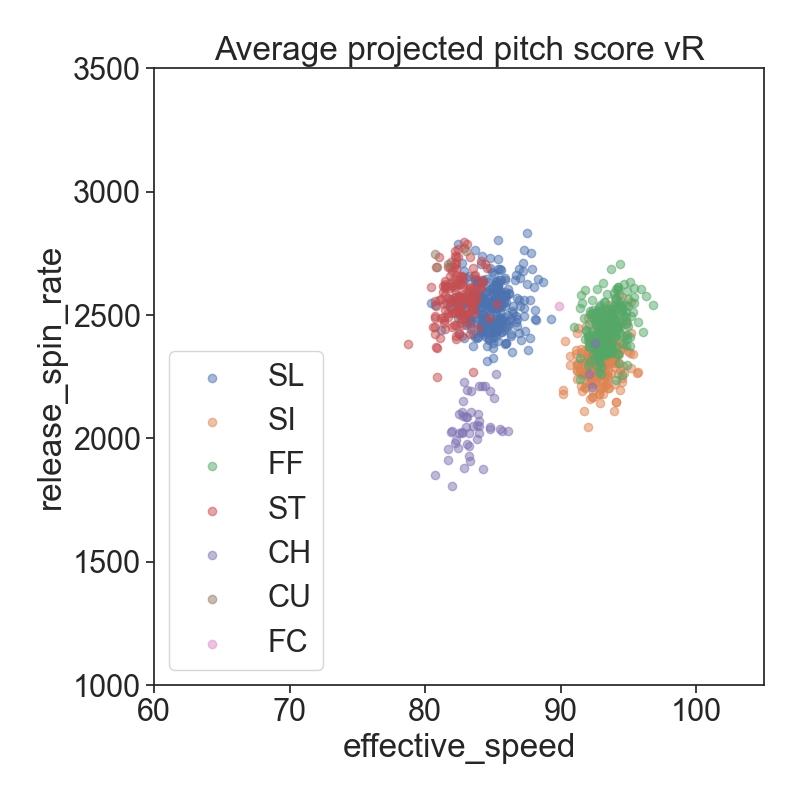 Average projected pitch score vR
3500
3000
2500
2000
1500
1000
release_spin_rate
SL
SI
FF
ST
CH
CU
FC
60
70
80
90
100
effective_speed